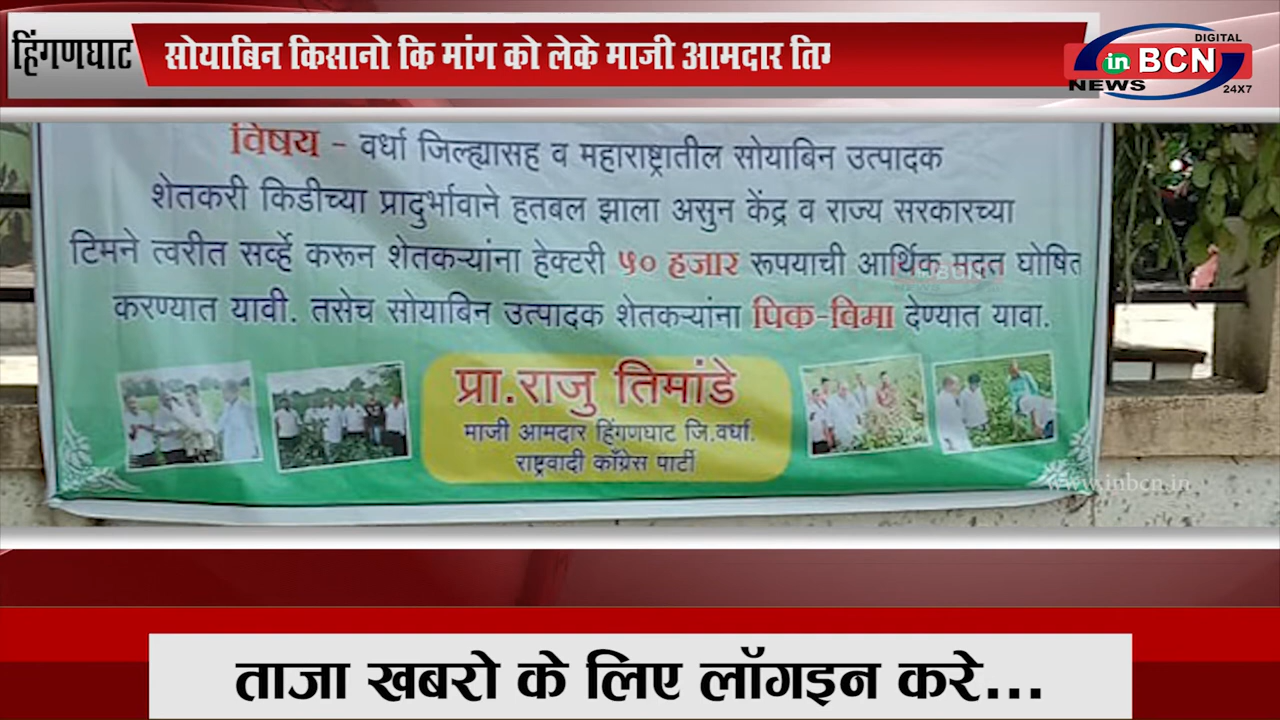 हिंगणघाट
सोयाबिन किसानो कि मांग को लेके माजी आमदार
DIGITAL
in BCN
NEWS
24X7
विषय - वर्धा जिल्ह्यासह व महाराष्ट्रातील सोयाबिन उत्पादक
शेतकरी किडीच्या प्रादुर्भावाने हतबल झाला असुन केंद्र व राज्य सरकारच्या
टिमने त्वरीत सर्व्हे करून शेतकऱ्यांना हेक्टरी ५० हजार रूपयाची आर्थिक मदत घोषित
करण्यात यावी. तसेच सोयाबिन उत्पादक शेतकऱ्यांना पिक-विमा देण्यात यावा.
प्रा.राजु तिमांडे
माजी आमदार हिंगणघाट जि.वर्धा.
राष्ट्रवादी काँग्रेस पार्टी
www.inbcn.in
ताजा खबरो के लिए लॉगइन करे...